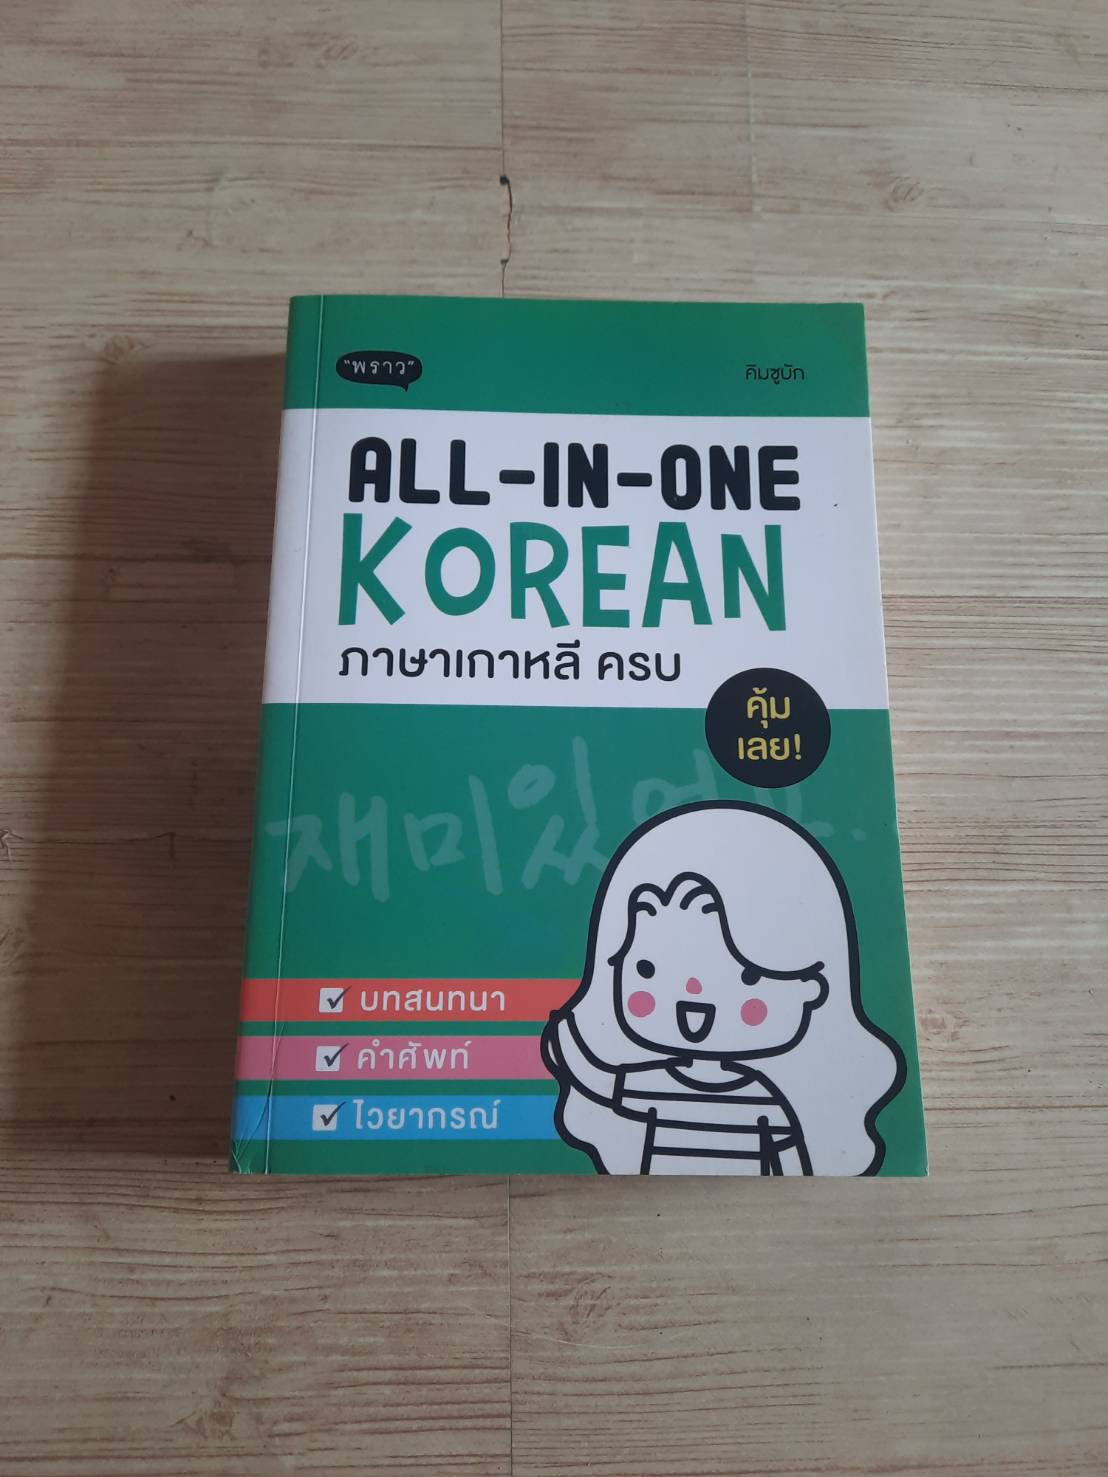 "พราว"
คิมซูบัก
ALL-IN-ONE
KOREAN
ภาษาเกาหลี ครบ
คุ้ม
เลย!
재미있어요.
บทสนทนา
คำศัพท์
ไวยากรณ์